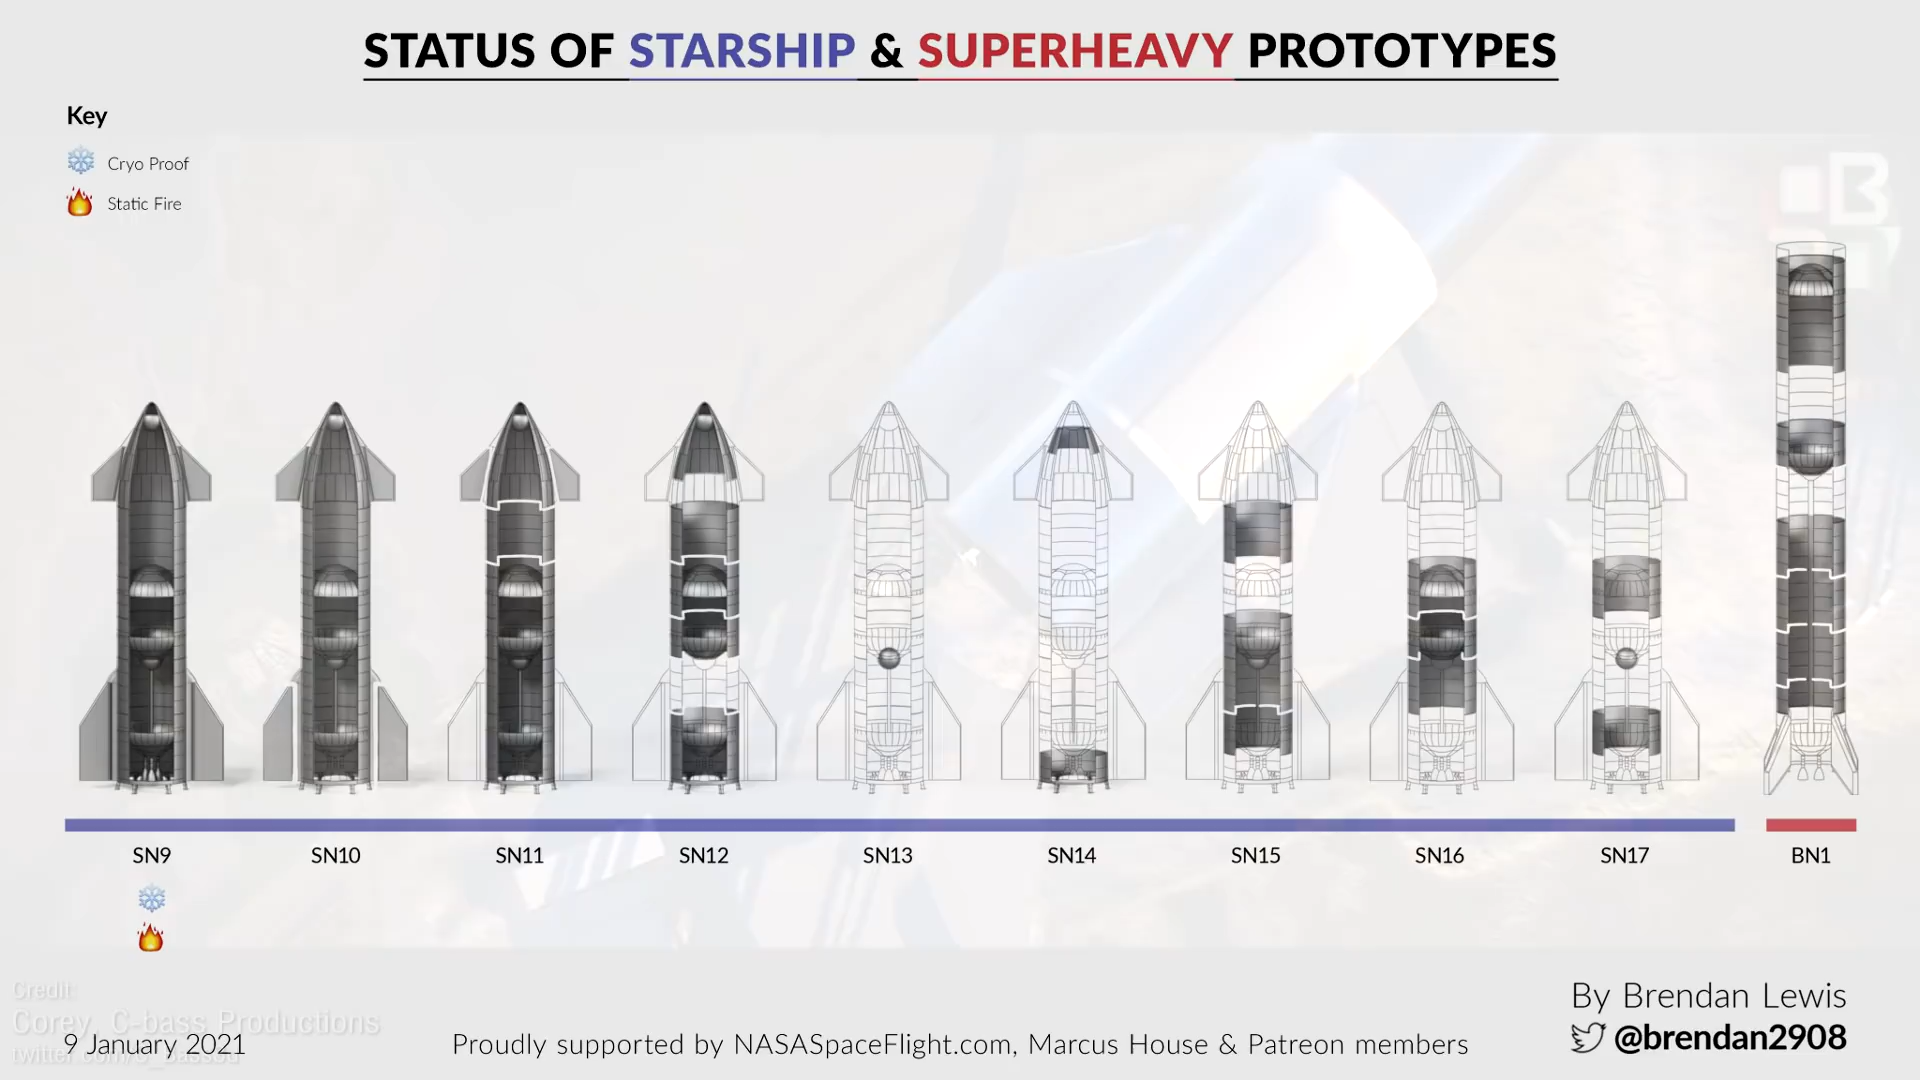 STATUS OF STARSHIP & SUPERHEAVY PROTOTYPES
Key
Cryo Proof
Static Fire
SN9
SN10
SN11
SN12
SN13
SN14
SN15
SN16
SN17
BN1
Credit:
Corey, C-bass Productions
9 January 2021
Proudly supported by NASASpaceFlight.com, Marcus House & Patreon members
By Brendan Lewis
@brendan2908